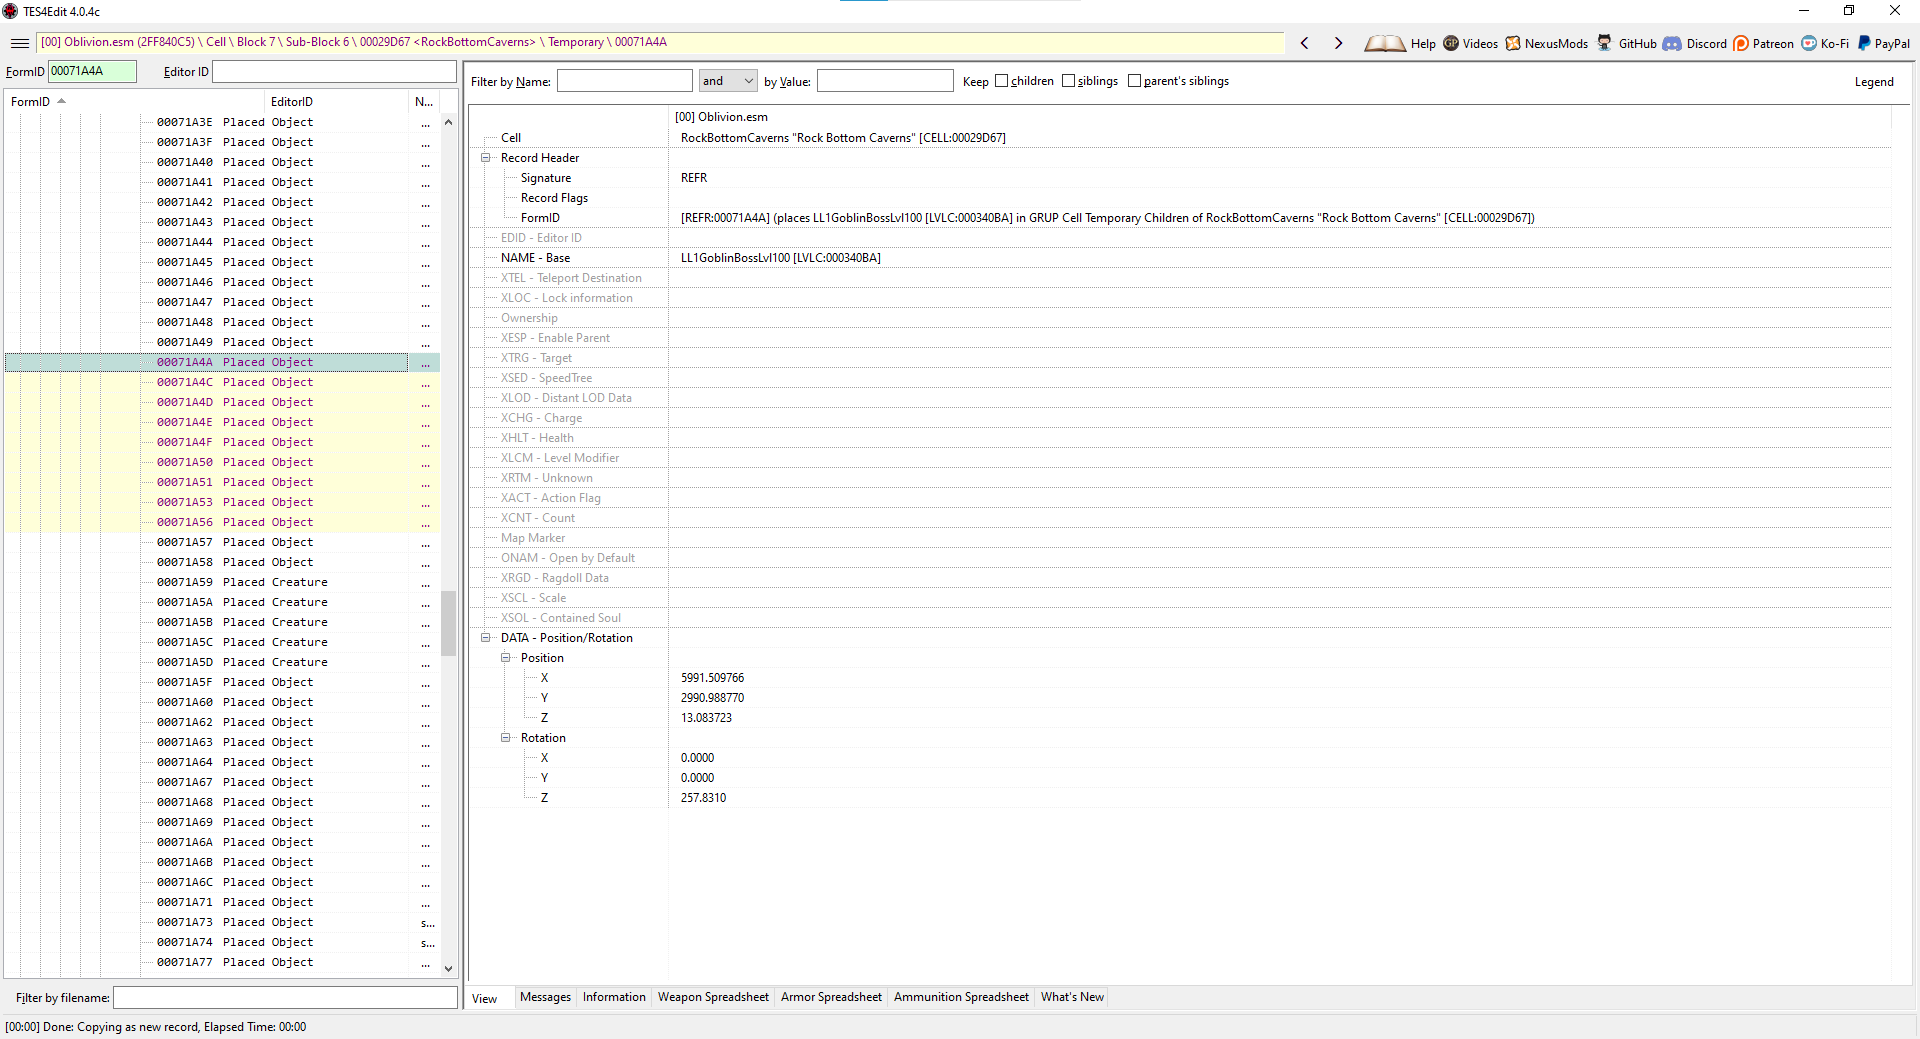 TES4Edit 4.0.4c
[00] Oblivion.esm (2FF840C5) \ Cell \ Block 7 \ Sub-Block 6 \ 00029D67 <RockBottomCaverns> \ Temporary \ 00071A4A
Help Videos NexusMods GitHub Discord Patreon Ko-Fi PayPal
FormID 00071A4A Editor ID
Filter by Name: and by Value: Keep children siblings parent's siblings Legend
FormID EditorID N...
00071A3E Placed Object ...
00071A3F Placed Object ...
00071A40 Placed Object ...
00071A41 Placed Object ...
00071A42 Placed Object ...
00071A43 Placed Object ...
00071A44 Placed Object ...
00071A45 Placed Object ...
00071A46 Placed Object ...
00071A47 Placed Object ...
00071A48 Placed Object ...
00071A49 Placed Object ...
00071A4A Placed Object ...
00071A4C Placed Object ...
00071A4D Placed Object ...
00071A4E Placed Object ...
00071A4F Placed Object ...
00071A50 Placed Object ...
00071A51 Placed Object ...
00071A53 Placed Object ...
00071A56 Placed Object ...
00071A57 Placed Object ...
00071A58 Placed Object ...
00071A59 Placed Creature ...
00071A5A Placed Creature ...
00071A5B Placed Creature ...
00071A5C Placed Creature ...
00071A5D Placed Creature ...
00071A5F Placed Object ...
00071A60 Placed Object ...
00071A62 Placed Object ...
00071A63 Placed Object ...
00071A64 Placed Object ...
00071A67 Placed Object ...
00071A68 Placed Object ...
00071A69 Placed Object ...
00071A6A Placed Object ...
00071A6B Placed Object ...
00071A6C Placed Object ...
00071A71 Placed Object ...
00071A73 Placed Object s...
00071A74 Placed Object s...
00071A77 Placed Object ...
Filter by filename:
[00] Oblivion.esm
Cell RockBottomCaverns "Rock Bottom Caverns" [CELL:00029D67]
Record Header
Signature REFR
Record Flags
FormID [REFR:00071A4A] (places LL1GoblinBossLvl100 [LVLC:000340BA] in GRUP Cell Temporary Children of RockBottomCaverns "Rock Bottom Caverns" [CELL:00029D67])
EDID - Editor ID
NAME - Base LL1GoblinBossLvl100 [LVLC:000340BA]
XTEL - Teleport Destination
XLOC - Lock information
Ownership
XESP - Enable Parent
XTRG - Target
XSED - SpeedTree
XLOD - Distant LOD Data
XCHG - Charge
XHLT - Health
XLCM - Level Modifier
XRTM - Unknown
XACT - Action Flag
XCNT - Count
Map Marker
ONAM - Open by Default
XRGD - Ragdoll Data
XSCL - Scale
XSOL - Contained Soul
DATA - Position/Rotation
Position
X 5991.509766
Y 2990.988770
Z 13.083723
Rotation
X 0.0000
Y 0.0000
Z 257.8310
View Messages Information Weapon Spreadsheet Armor Spreadsheet Ammunition Spreadsheet What's New
[00:00] Done: Copying as new record, Elapsed Time: 00:00